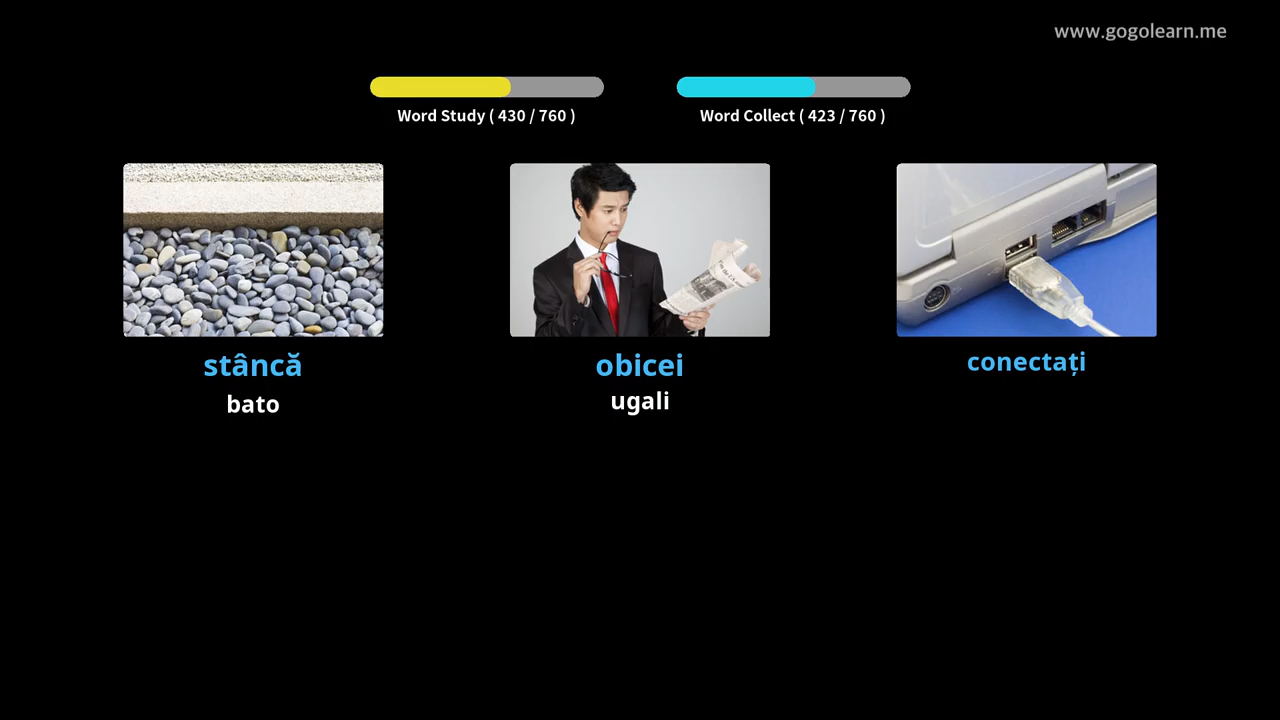 www.gogolearn.me
Word Study ( 430 / 760 )
Word Collect ( 423 / 760 )
stâncă
bato
obicei
ugali
conectați